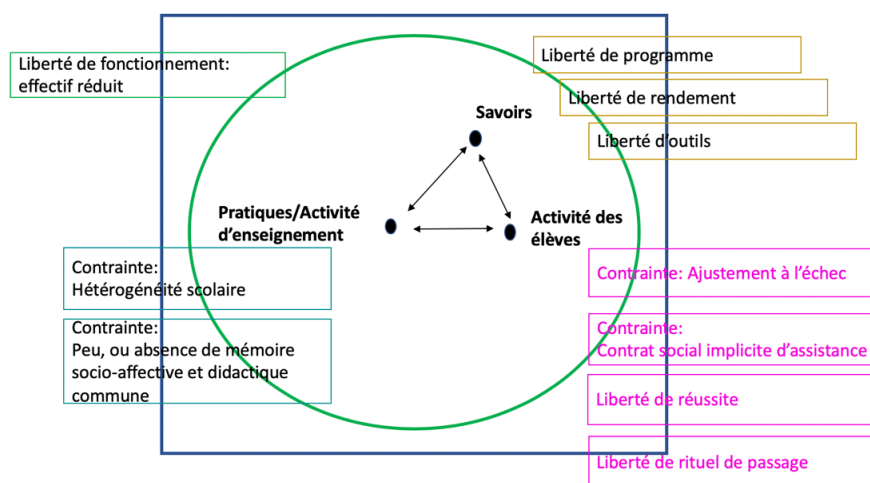 Liberté de fonctionnement:
effectif réduit
Liberté de programme
Liberté de rendement
Liberté d'outils
Savoirs
Pratiques/Activité
d'enseignement
Activité des
élèves
Contrainte:
Hétérogénéité scolaire
Contrainte:
Peu, ou absence de mémoire
socio-affective et didactique
commune
Contrainte: Ajustement à l'échec
Contrainte:
Contrat social implicite d'assistance
Liberté de réussite
Liberté de rituel de passage